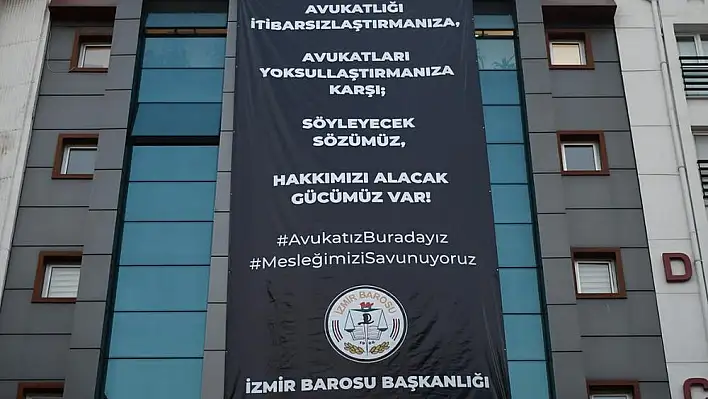 AVUKATLIĞI
İTİBARSIZLAŞTIRMANIZA,
AVUKATLARI
YOKSULLAŞTIRMANIZA
KARŞI;
SÖYLEYECEK
SÖZÜMÜZ,
HAKKIMIZI ALACAK
GÜCÜMÜZ VAR!
#AvukatızBuradayız
#MesleğimiziSavunuyoruz
İZMİR BAROSU
İZMİR BAROSU BAŞKANLIĞI
D
C